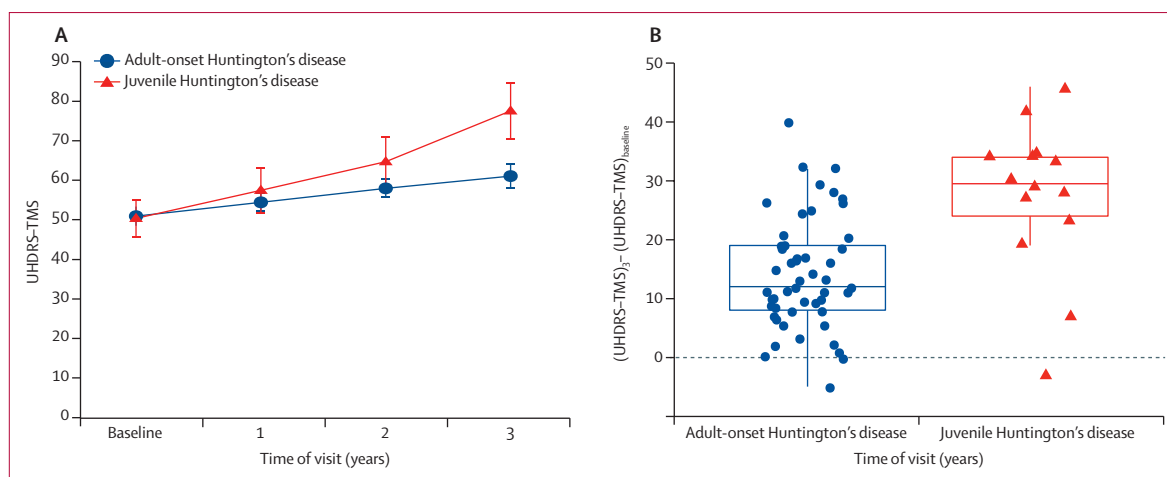 A
Adult-onset Huntington's disease
Juvenile Huntington's disease
90
80
70
60
50
40
30
20
10
0
UHDRS–TMS
Baseline
1
2
3
Time of visit (years)
B
50
40
30
20
10
0
(UHDRS–TMS)₃– (UHDRS–TMS)baseline
Adult-onset Huntington's disease
Juvenile Huntington's disease
Time of visit (years)